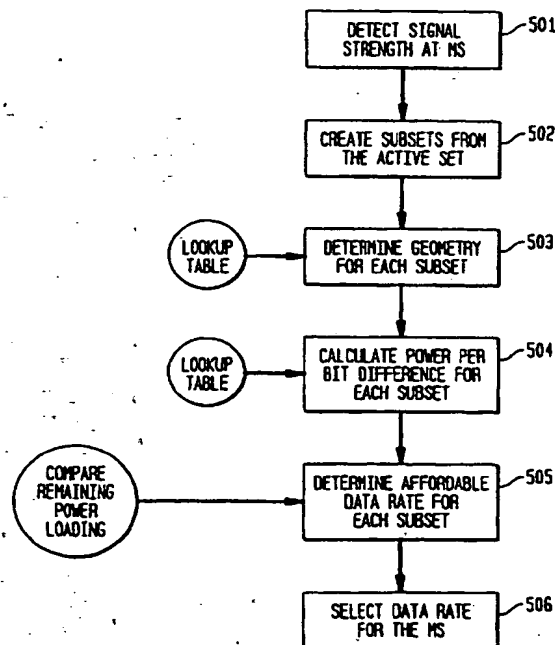 DETECT SIGNAL
STRENGTH AT MS
501
CREATE SUBSETS FROM
THE ACTIVE SET
502
LOOKUP
TABLE
DETERMINE GEOMETRY
FOR EACH SUBSET
503
LOOKUP
TABLE
CALCULATE POWER PER
BIT DIFFERENCE FOR
EACH SUBSET
504
COMPARE
REMAINING
POWER
LOADING
DETERMINE AFFORDABLE
DATA RATE FOR
EACH SUBSET
505
SELECT DATA RATE
FOR THE MS
506